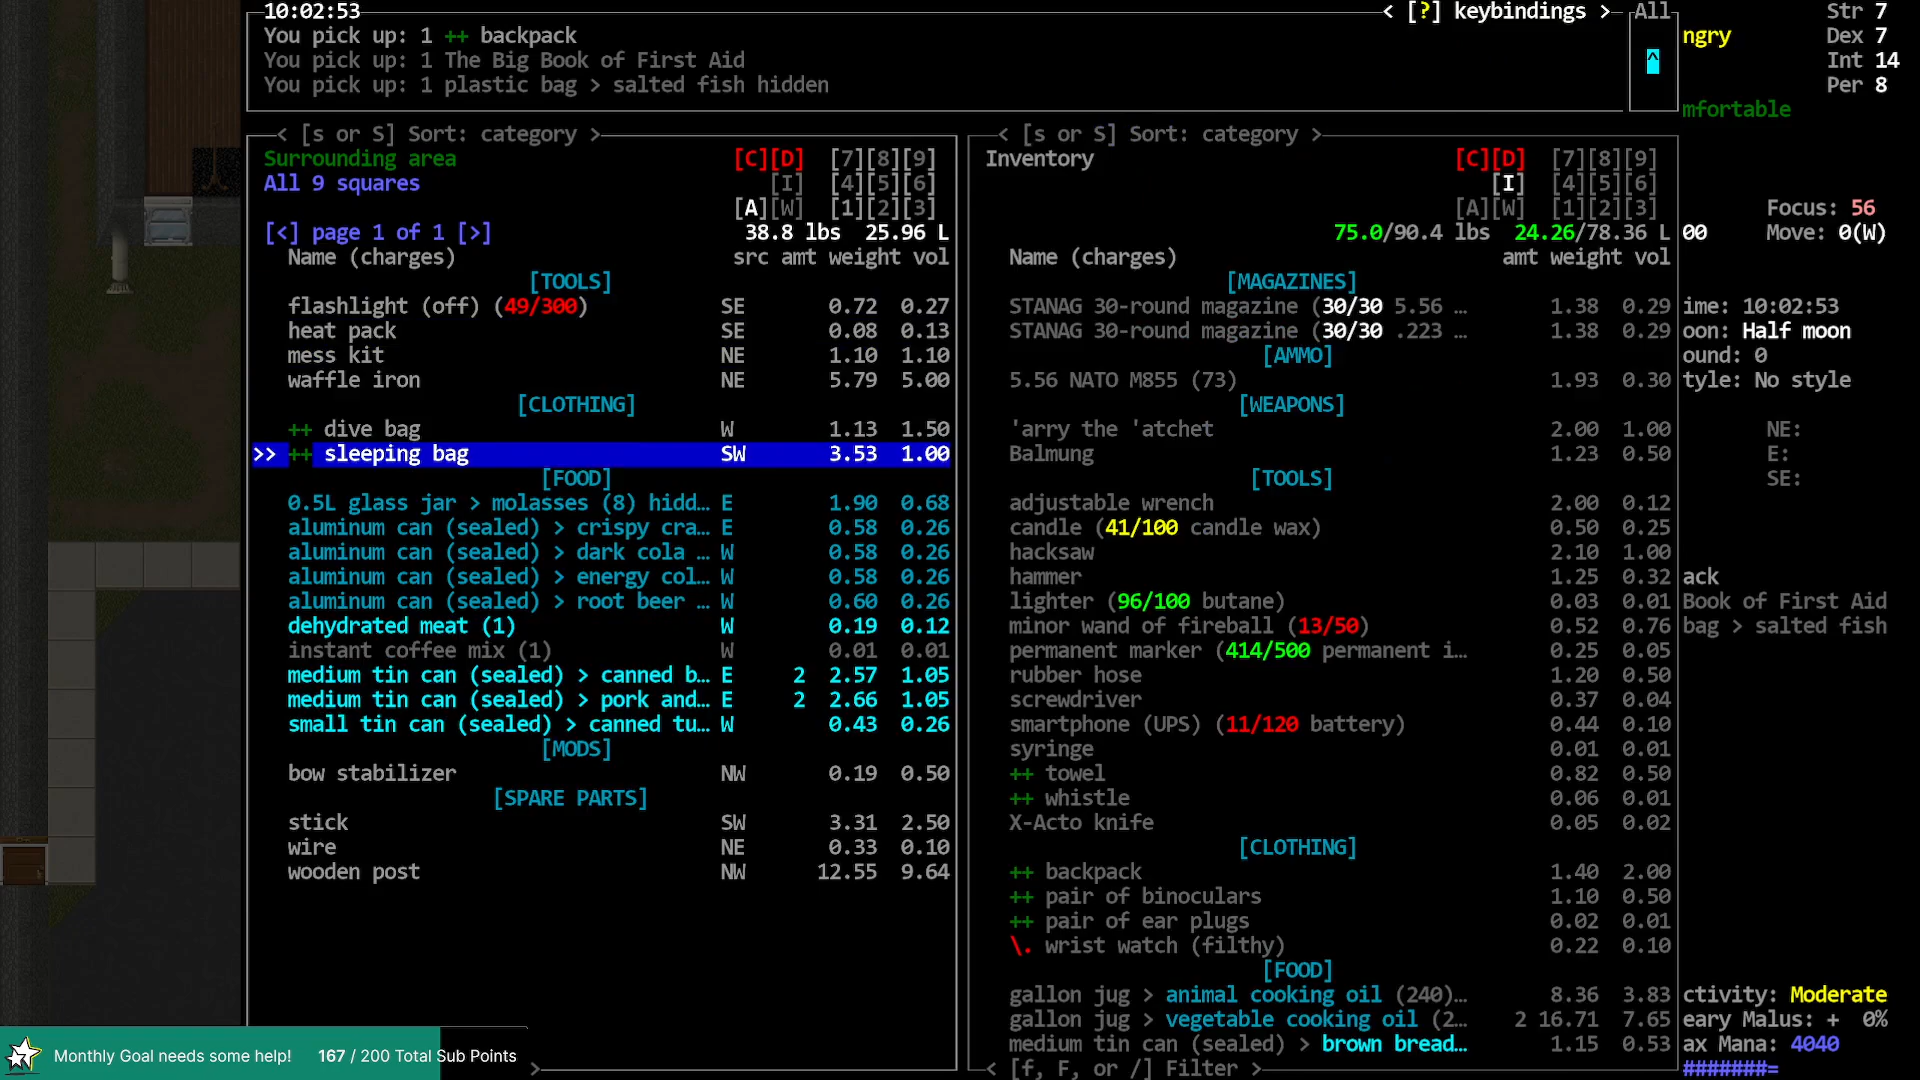 10:02:53 < [?] keybindings > All Str 7
You pick up: 1 ++ backpack ngry Dex 7
You pick up: 1 The Big Book of First Aid ^ Int 14
You pick up: 1 plastic bag > salted fish hidden Per 8
mfortable
< [s or S] Sort: category > < [s or S] Sort: category >
Surrounding area [C][D] [7][8][9] Inventory [C][D] [7][8][9]
All 9 squares [I] [4][5][6] [I] [4][5][6]
[A][W] [1][2][3] [A][W] [1][2][3] Focus: 56
[<] page 1 of 1 [>] 38.8 lbs 25.96 L 75.0/90.4 lbs 24.26/78.36 L 00 Move: 0(W)
Name (charges) src amt weight vol Name (charges) amt weight vol
[TOOLS] [MAGAZINES]
flashlight (off) (49/300) SE 0.72 0.27 STANAG 30-round magazine (30/30 5.56 … 1.38 0.29 ime: 10:02:53
heat pack SE 0.08 0.13 STANAG 30-round magazine (30/30 .223 … 1.38 0.29 oon: Half moon
mess kit NE 1.10 1.10 [AMMO] ound: 0
waffle iron NE 5.79 5.00 5.56 NATO M855 (73) 1.93 0.30 tyle: No style
[CLOTHING] [WEAPONS]
++ dive bag W 1.13 1.50 'arry the 'atchet 2.00 1.00 NE:
>> ++ sleeping bag SW 3.53 1.00 Balmung 1.23 0.50 E:
[FOOD] [TOOLS] SE:
0.5L glass jar > molasses (8) hidd… E 1.90 0.68 adjustable wrench 2.00 0.12
aluminum can (sealed) > crispy cra… E 0.58 0.26 candle (41/100 candle wax) 0.50 0.25
aluminum can (sealed) > dark cola … W 0.58 0.26 hacksaw 2.10 1.00
aluminum can (sealed) > energy col… W 0.58 0.26 hammer 1.25 0.32 ack
aluminum can (sealed) > root beer … W 0.60 0.26 lighter (96/100 butane) 0.03 0.01 Book of First Aid
dehydrated meat (1) W 0.19 0.12 minor wand of fireball (13/50) 0.52 0.76 bag > salted fish
instant coffee mix (1) W 0.01 0.01 permanent marker (414/500 permanent i… 0.25 0.05
medium tin can (sealed) > canned b… E 2 2.57 1.05 rubber hose 1.20 0.50
medium tin can (sealed) > pork and… E 2 2.66 1.05 screwdriver 0.37 0.04
small tin can (sealed) > canned tu… W 0.43 0.26 smartphone (UPS) (11/120 battery) 0.44 0.10
[MODS] syringe 0.01 0.01
bow stabilizer NW 0.19 0.50 ++ towel 0.82 0.50
[SPARE PARTS] ++ whistle 0.06 0.01
stick SW 3.31 2.50 X-Acto knife 0.05 0.02
wire NE 0.33 0.10 [CLOTHING]
wooden post NW 12.55 9.64 ++ backpack 1.40 2.00
++ pair of binoculars 1.10 0.50
++ pair of ear plugs 0.02 0.01
\. wrist watch (filthy) 0.22 0.10
[FOOD]
gallon jug > animal cooking oil (240)… 8.36 3.83 ctivity: Moderate
gallon jug > vegetable cooking oil (2… 2 16.71 7.65 eary Malus: + 0%
medium tin can (sealed) > brown bread… 1.15 0.53 ax Mana: 4040
Monthly Goal needs some help! 167 / 200 Total Sub Points
> < [f, F, or /] Filter > #######=